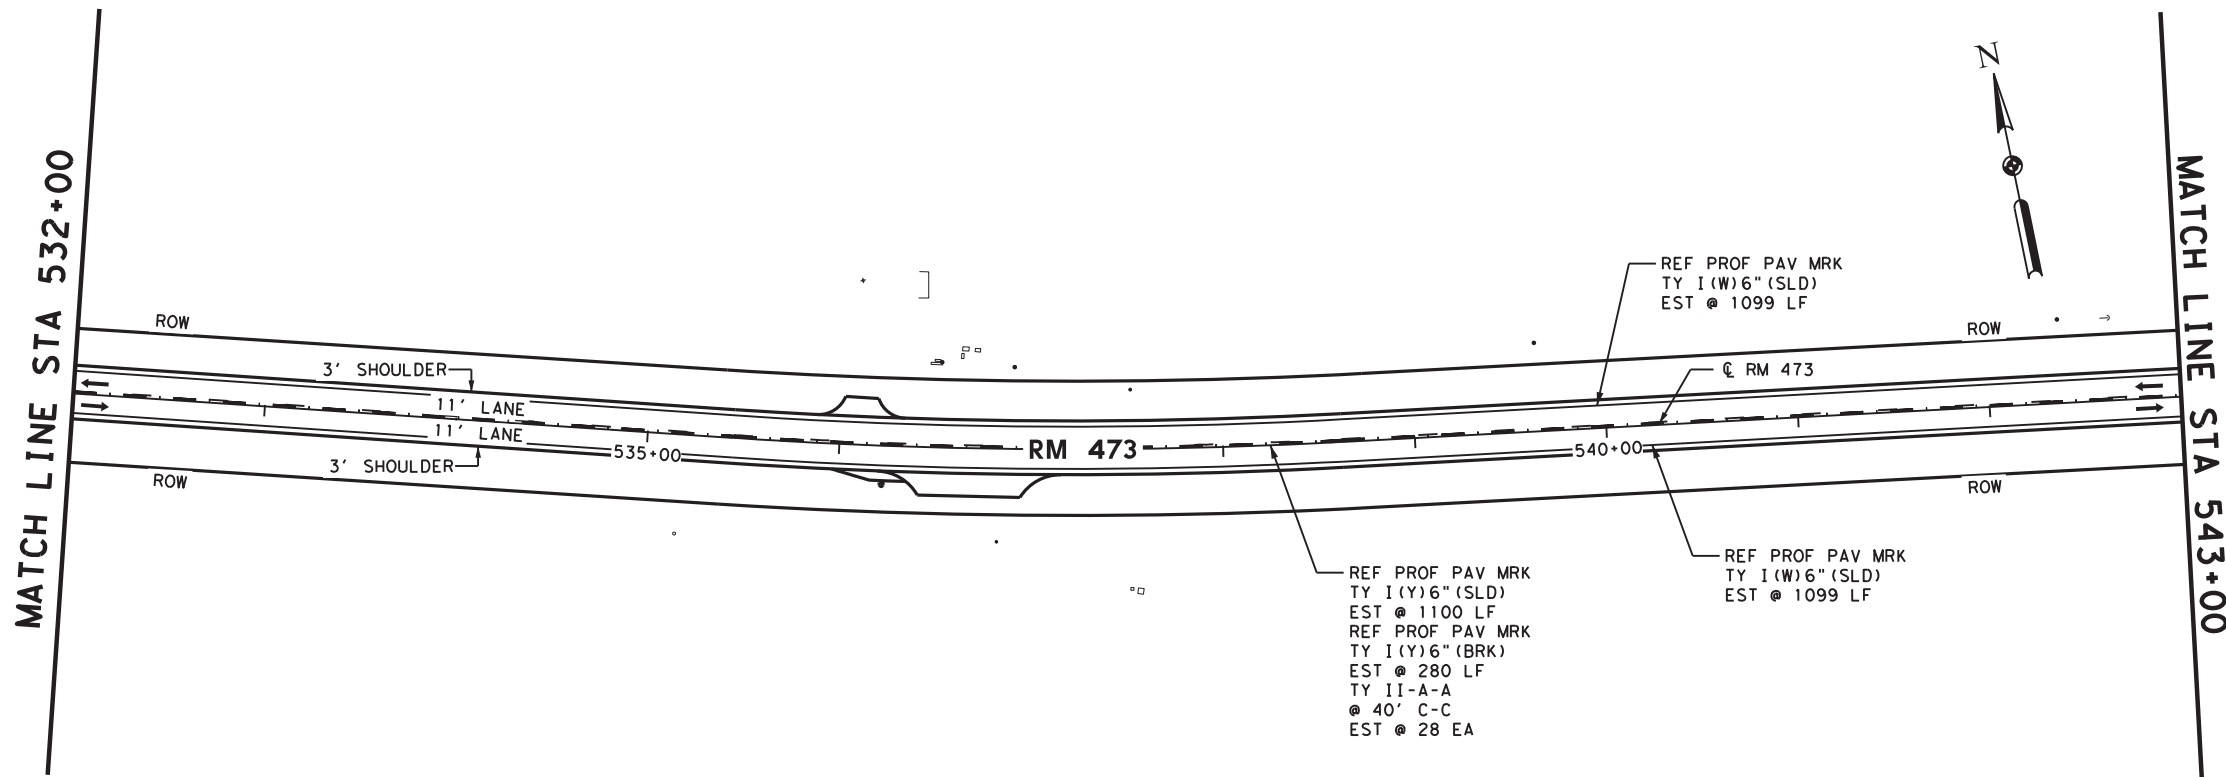 N
MATCH LINE STA 532+00
MATCH LINE STA 543+00
REF PROF PAV MRK
TY I(W)6"(SLD)
EST @ 1099 LF
ROW
ROW
3' SHOULDER
℄ RM 473
11' LANE
11' LANE
535+00
RM 473
540+00
3' SHOULDER
ROW
ROW
REF PROF PAV MRK
TY I(Y)6"(SLD)
EST @ 1100 LF
REF PROF PAV MRK
TY I(Y)6"(BRK)
EST @ 280 LF
TY II-A-A
@ 40' C-C
EST @ 28 EA
REF PROF PAV MRK
TY I(W)6"(SLD)
EST @ 1099 LF